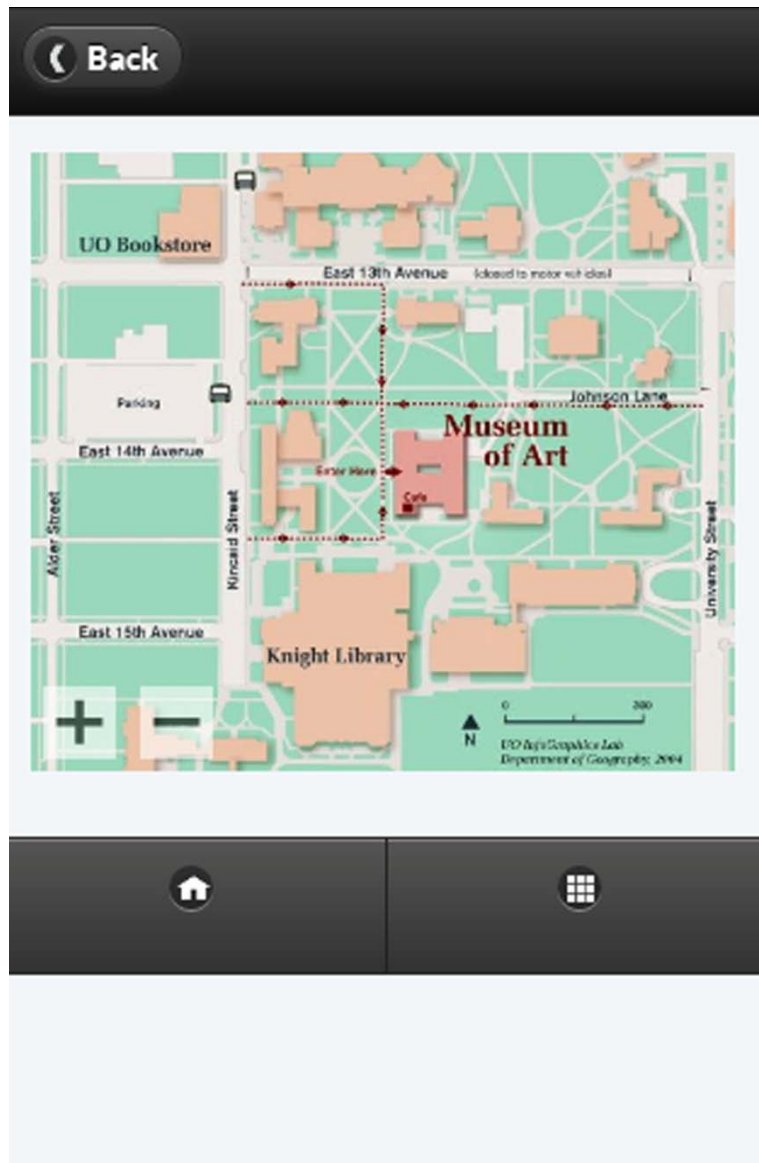 Back
UO Bookstore
East 13th Avenue (closed to motor vehicles)
Johnson Lane
Parking
Museum
of Art
East 14th Avenue
Enter Here
Cafe
Alder Street
Kincaid Street
University Street
East 15th Avenue
Knight Library
0
N
UO InfoGraphics Lab
Department of Geography, 2004